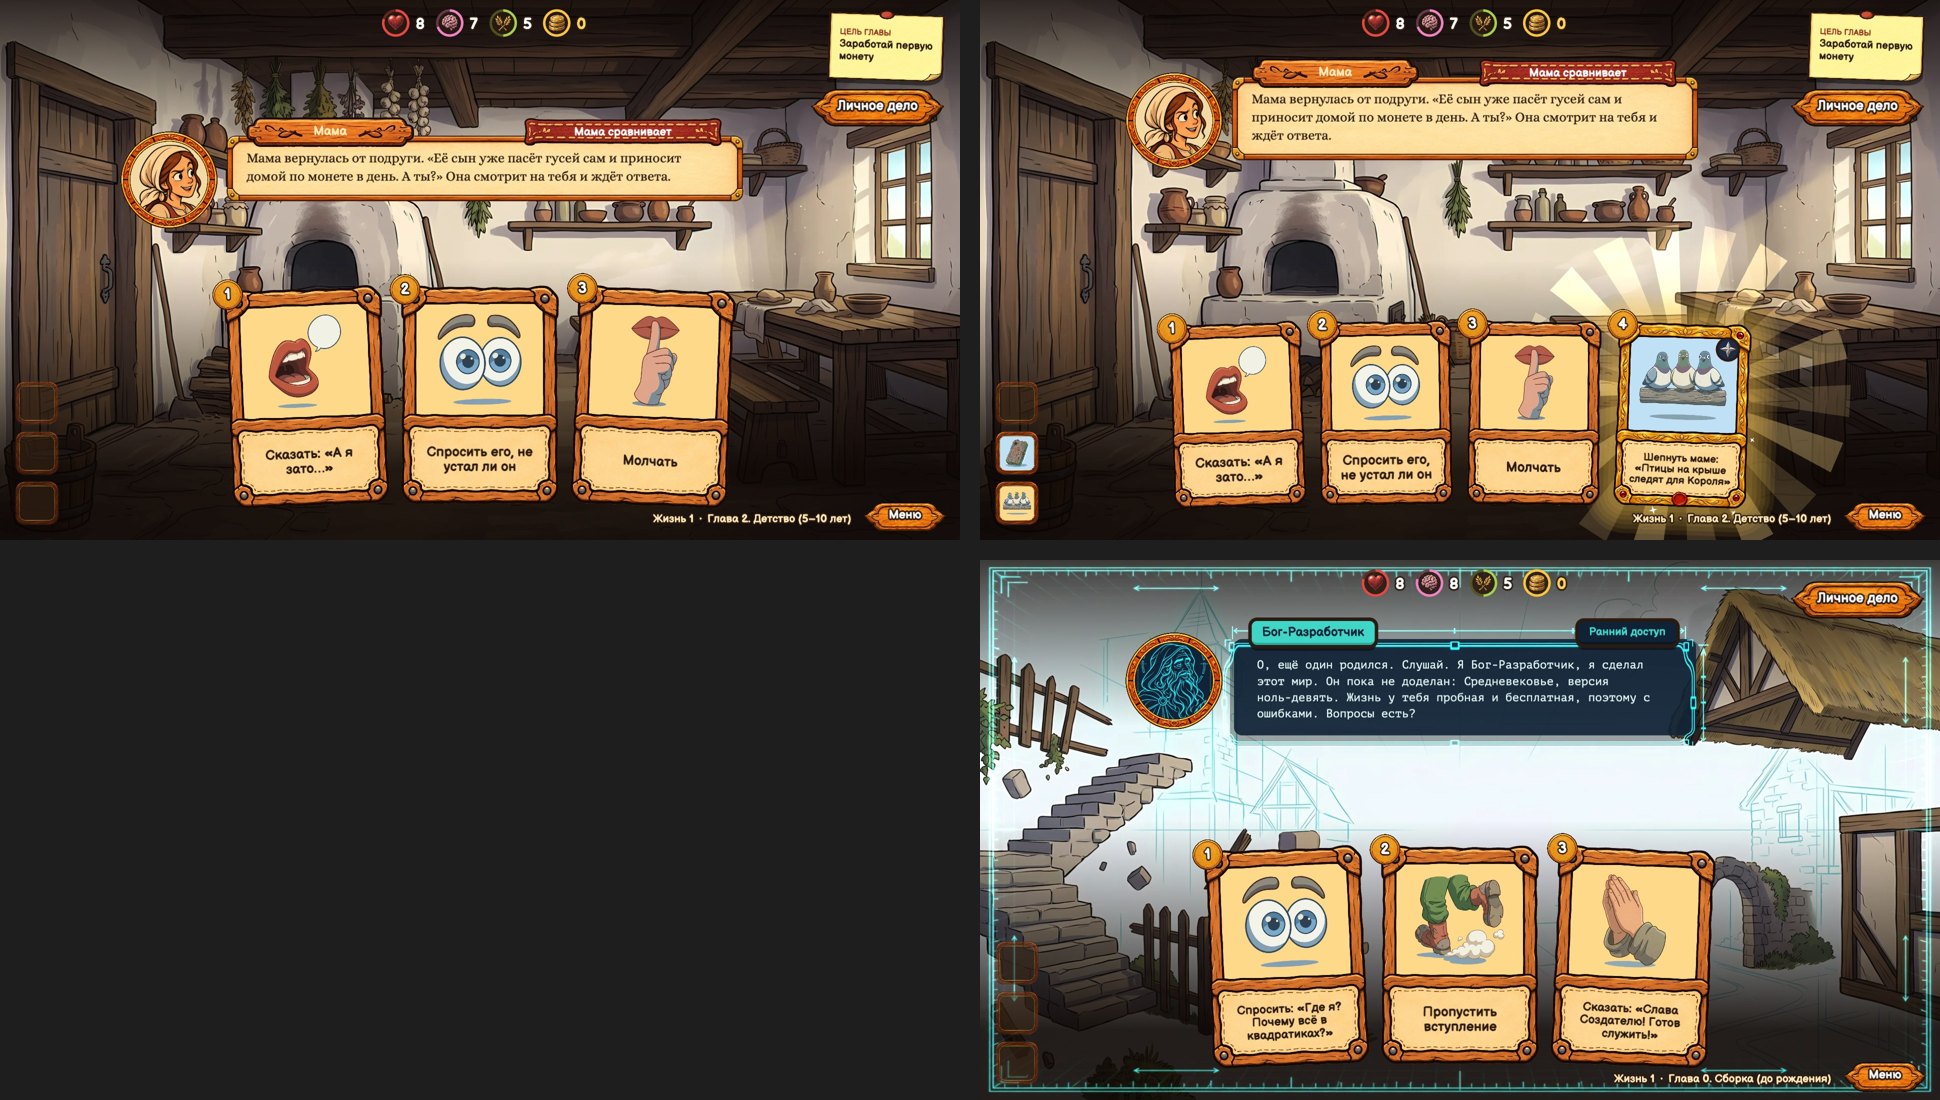 8 7 5 0
ЦЕЛЬ ГЛАВЫ
Заработай первую
монету
Личное дело
Мама
Мама сравнивает
Мама вернулась от подруги. «Её сын уже пасёт гусей сам и приносит
домой по монете в день. А ты?» Она смотрит на тебя и ждёт ответа.
1
2
3
Сказать: «А я
зато...»
Спросить его, не
устал ли он
Молчать
Жизнь 1 · Глава 2. Детство (5–10 лет)
Меню
8 7 5 0
ЦЕЛЬ ГЛАВЫ
Заработай первую
монету
Личное дело
Мама
Мама сравнивает
Мама вернулась от подруги. «Её сын уже пасёт гусей сам и
приносит домой по монете в день. А ты?» Она смотрит на тебя и
ждёт ответа.
1
2
3
4
Сказать: «А я
зато...»
Спросить его,
не устал ли он
Молчать
Шепнуть маме:
«Птицы на крыше
следят для Короля»
Жизнь 1 · Глава 2. Детство (5–10 лет)
Меню
8 8 5 0
Личное дело
Бог-Разработчик
Ранний доступ
О, ещё один родился. Слушай. Я Бог-Разработчик, я сделал
этот мир. Он пока не доделан: Средневековье, версия
ноль-девять. Жизнь у тебя пробная и бесплатная, поэтому с
ошибками. Вопросы есть?
1
2
3
Спросить: «Где я?
Почему всё в
квадратиках?»
Пропустить
вступление
Сказать: «Слава
Создателю! Готов
служить!»
Жизнь 1 · Глава 0. Сборка (до рождения)
Меню